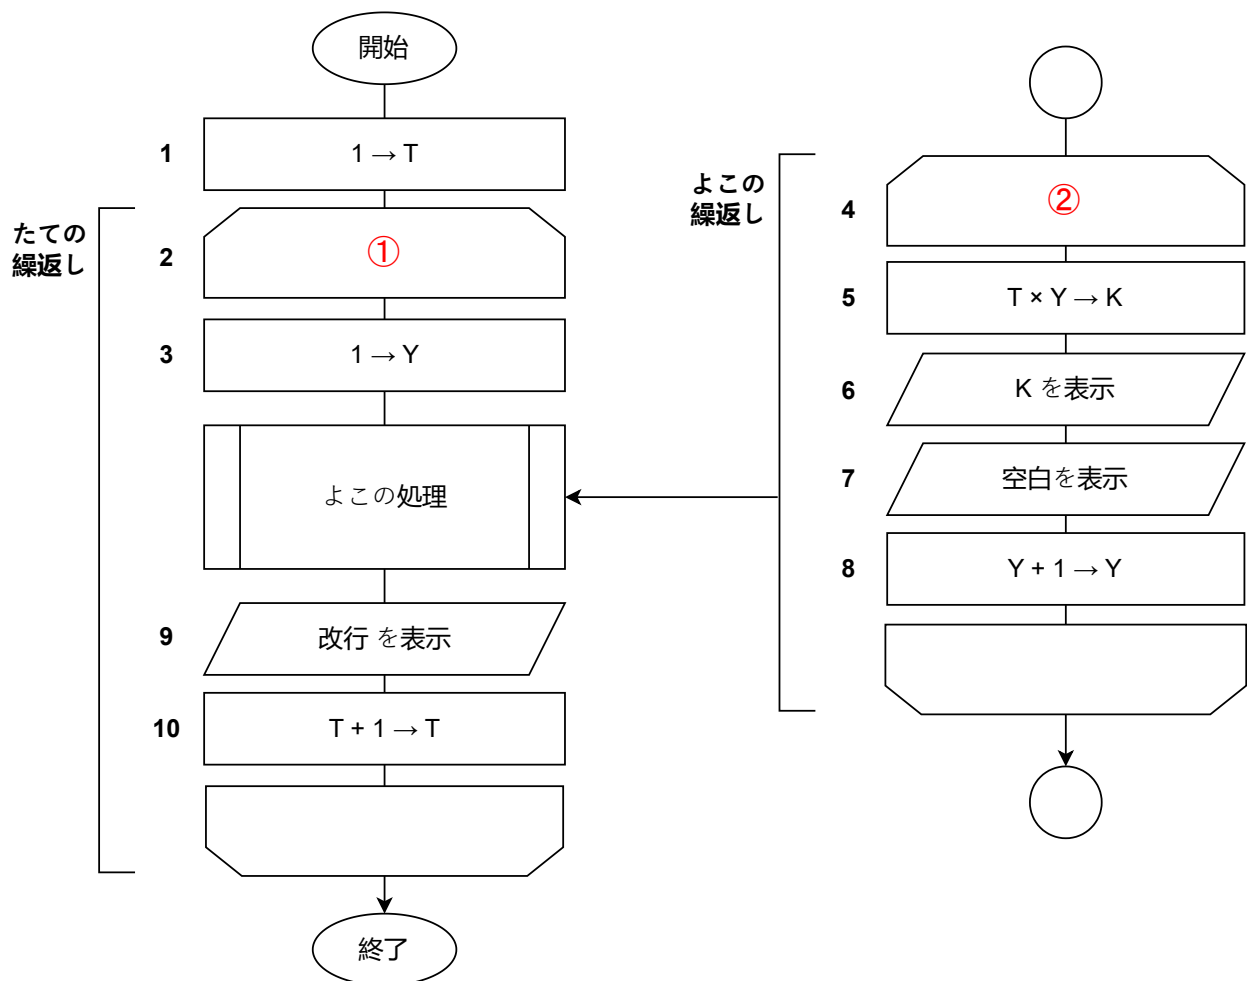 開始
1
1 → T
たての
繰返し
2
①
3
1 → Y
よこの処理
9
改行 を表示
10
T + 1 → T
終了
よこの
繰返し
4
②
5
T × Y → K
6
K を表示
7
空白を表示
8
Y + 1 → Y